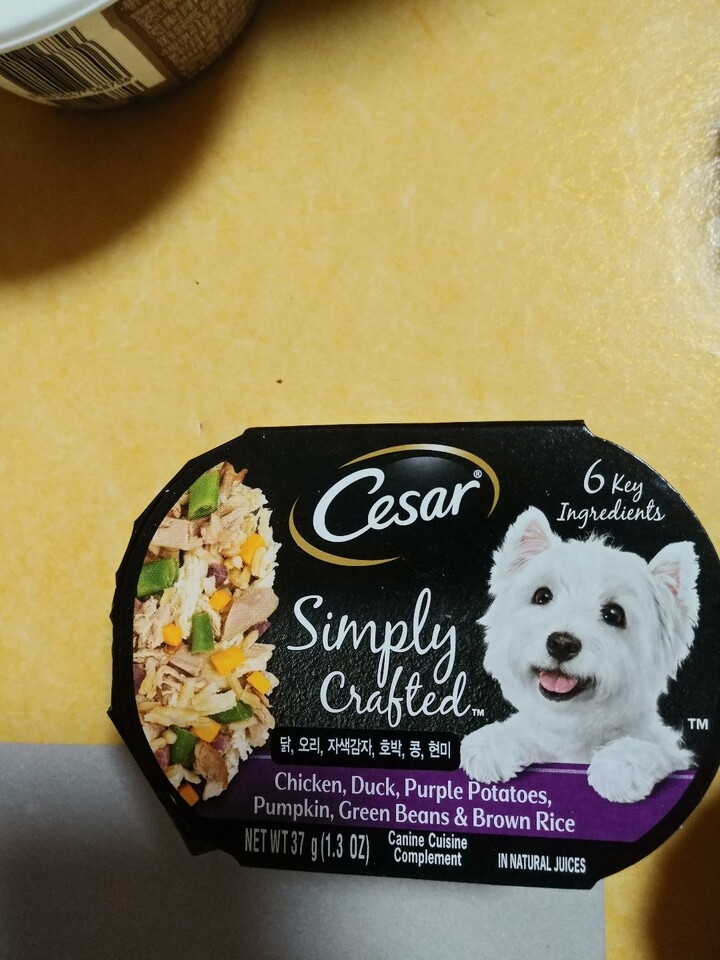 Cesar®
6 Key
Ingredients
Simply
Crafted™
TM
닭, 오리, 자색감자, 호박, 콩, 현미
Chicken, Duck, Purple Potatoes,
Pumpkin, Green Beans & Brown Rice
NET WT 37 g (1.3 OZ)
Canine Cuisine
Complement
IN NATURAL JUICES